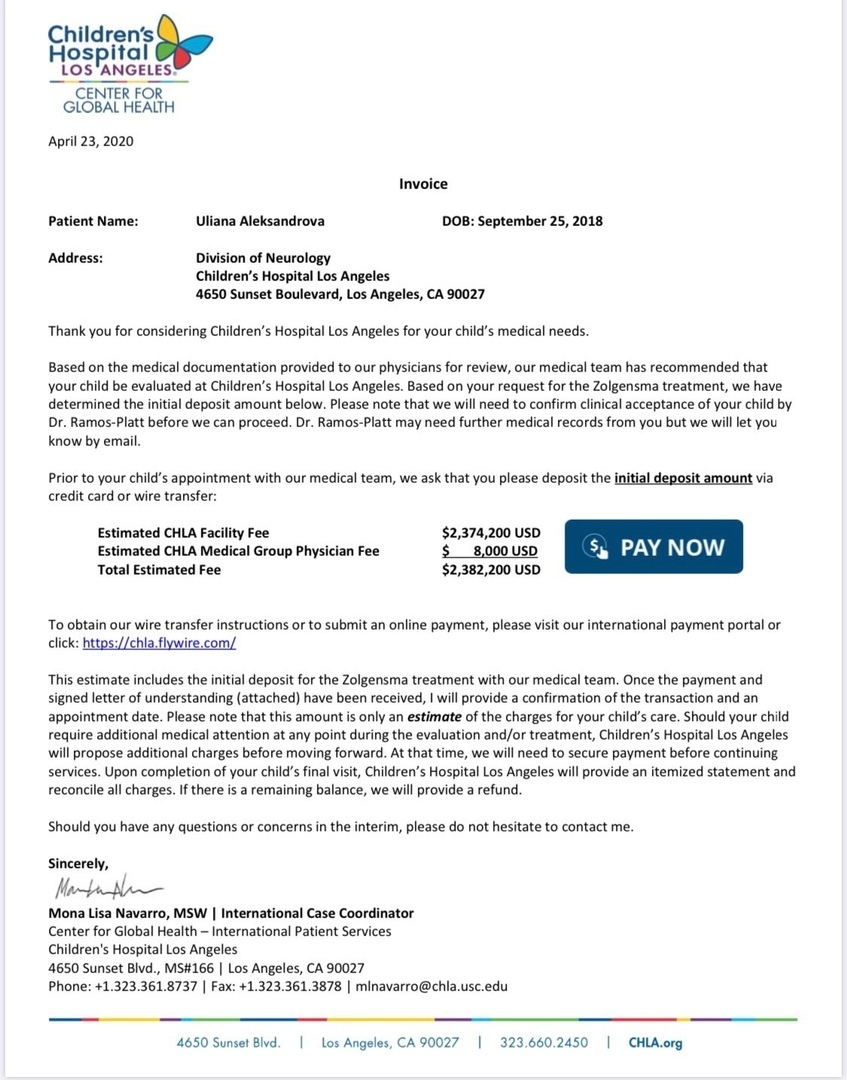 Children's
Hospital
LOS ANGELES
CENTER FOR
GLOBAL HEALTH
April 23, 2020
Invoice
Patient Name: Uliana Aleksandrova DOB: September 25, 2018
Address: Division of Neurology
Children's Hospital Los Angeles
4650 Sunset Boulevard, Los Angeles, CA 90027
Thank you for considering Children's Hospital Los Angeles for your child's medical needs.
Based on the medical documentation provided to our physicians for review, our medical team has recommended that
your child be evaluated at Children's Hospital Los Angeles. Based on your request for the Zolgensma treatment, we have
determined the initial deposit amount below. Please note that we will need to confirm clinical acceptance of your child by
Dr. Ramos-Platt before we can proceed. Dr. Ramos-Platt may need further medical records from you but we will let you
know by email.
Prior to your child's appointment with our medical team, we ask that you please deposit the initial deposit amount via
credit card or wire transfer:
Estimated CHLA Facility Fee $2,374,200 USD
Estimated CHLA Medical Group Physician Fee $ 8,000 USD
Total Estimated Fee $2,382,200 USD
$ PAY NOW
To obtain our wire transfer instructions or to submit an online payment, please visit our international payment portal or
click: https://chla.flywire.com/
This estimate includes the initial deposit for the Zolgensma treatment with our medical team. Once the payment and
signed letter of understanding (attached) have been received, I will provide a confirmation of the transaction and an
appointment date. Please note that this amount is only an estimate of the charges for your child's care. Should your child
require additional medical attention at any point during the evaluation and/or treatment, Children's Hospital Los Angeles
will propose additional charges before moving forward. At that time, we will need to secure payment before continuing
services. Upon completion of your child's final visit, Children's Hospital Los Angeles will provide an itemized statement and
reconcile all charges. If there is a remaining balance, we will provide a refund.
Should you have any questions or concerns in the interim, please do not hesitate to contact me.
Sincerely,
Mona Lisa Navarro, MSW | International Case Coordinator
Center for Global Health – International Patient Services
Children's Hospital Los Angeles
4650 Sunset Blvd., MS#166 | Los Angeles, CA 90027
Phone: +1.323.361.8737 | Fax: +1.323.361.3878 | mlnavarro@chla.usc.edu
4650 Sunset Blvd. | Los Angeles, CA 90027 | 323.660.2450 | CHLA.org